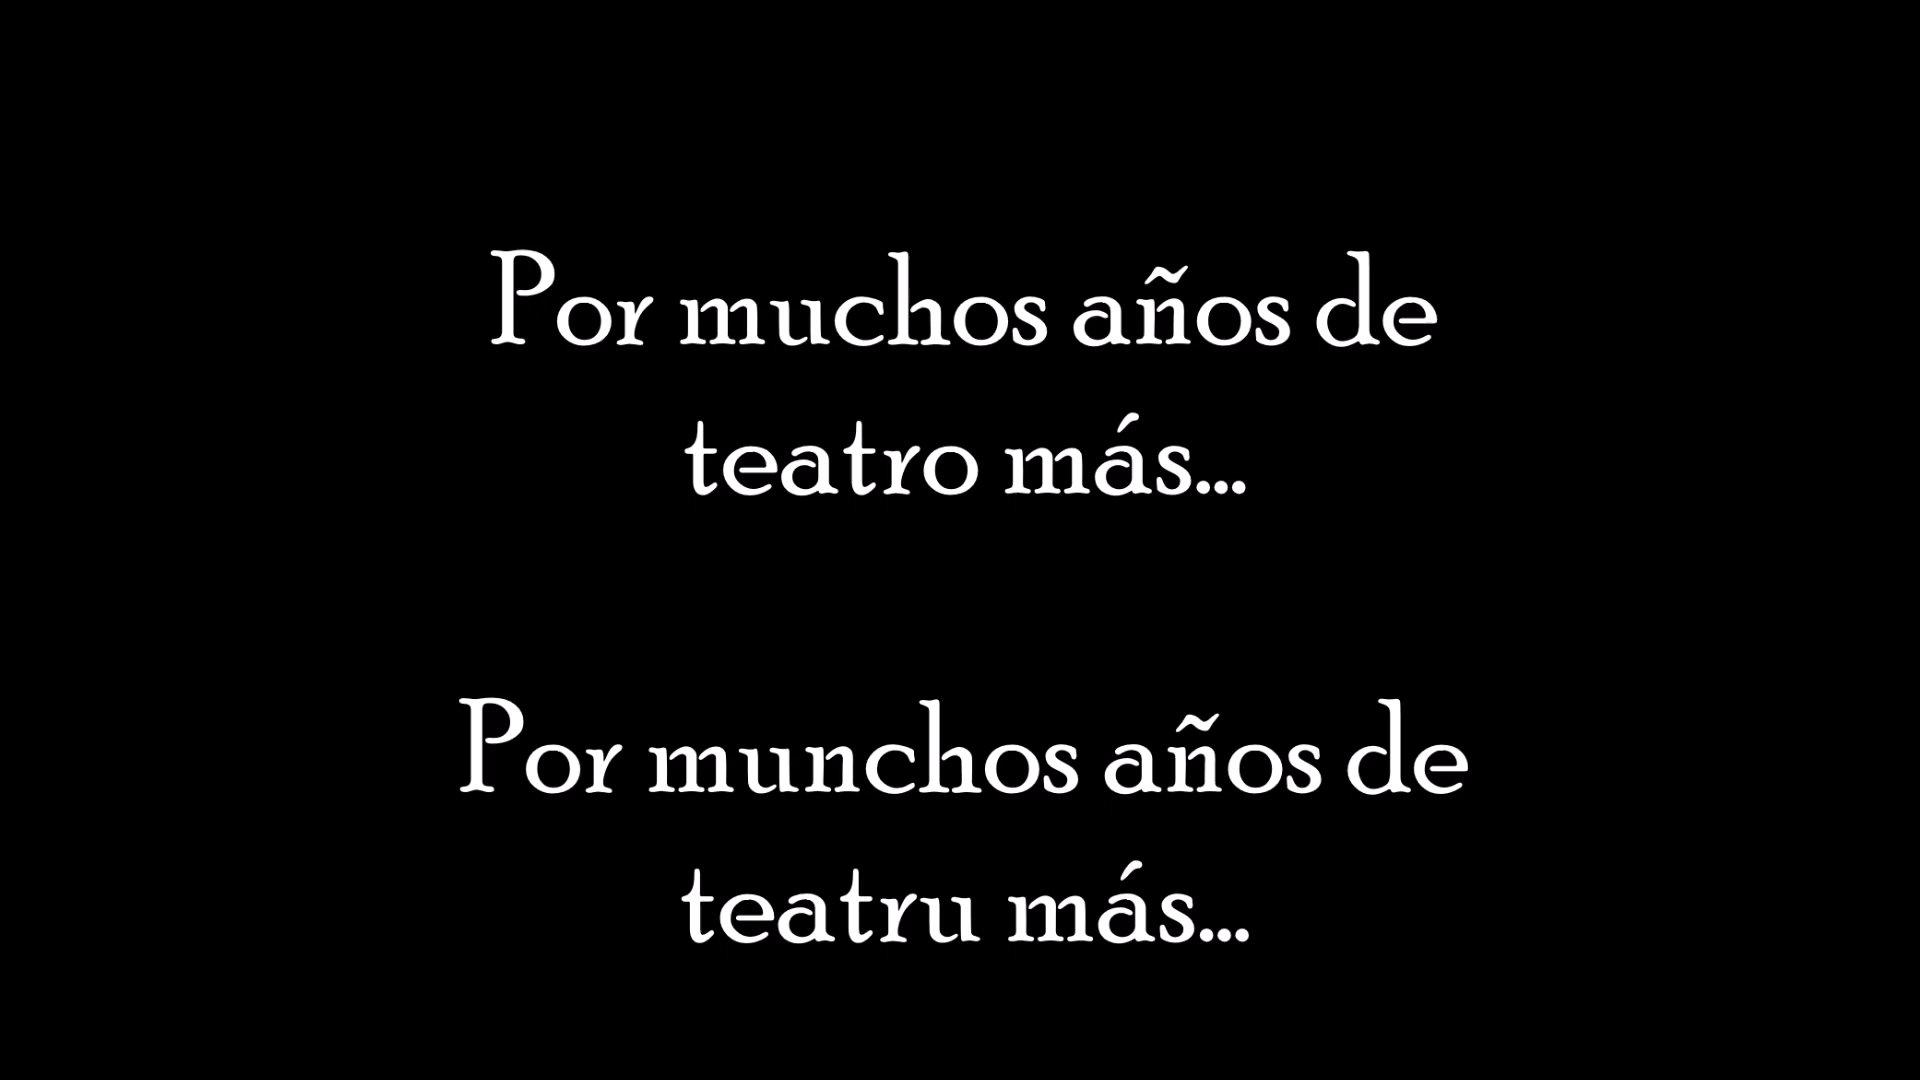 Por muchos años de
teatro más...
Por munchos años de
teatru más...